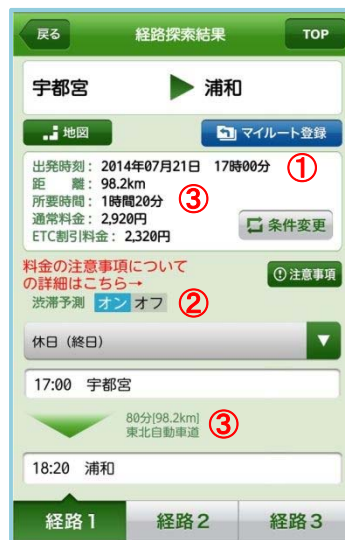 戻る 経路探索結果 TOP
宇都宮 ▶ 浦和
地図 マイルート登録
出発時刻: 2014年07月21日 17時00分 ①
距 離: 98.2km
所要時間: 1時間20分 ③
通常料金: 2,920円
ETC割引料金: 2,320円
条件変更
料金の注意事項について
の詳細はこちら→
注意事項
渋滞予測 オン オフ ②
休日（終日） ▼
17:00 宇都宮
80分[98.2km] ③
東北自動車道
18:20 浦和
経路1 経路2 経路3